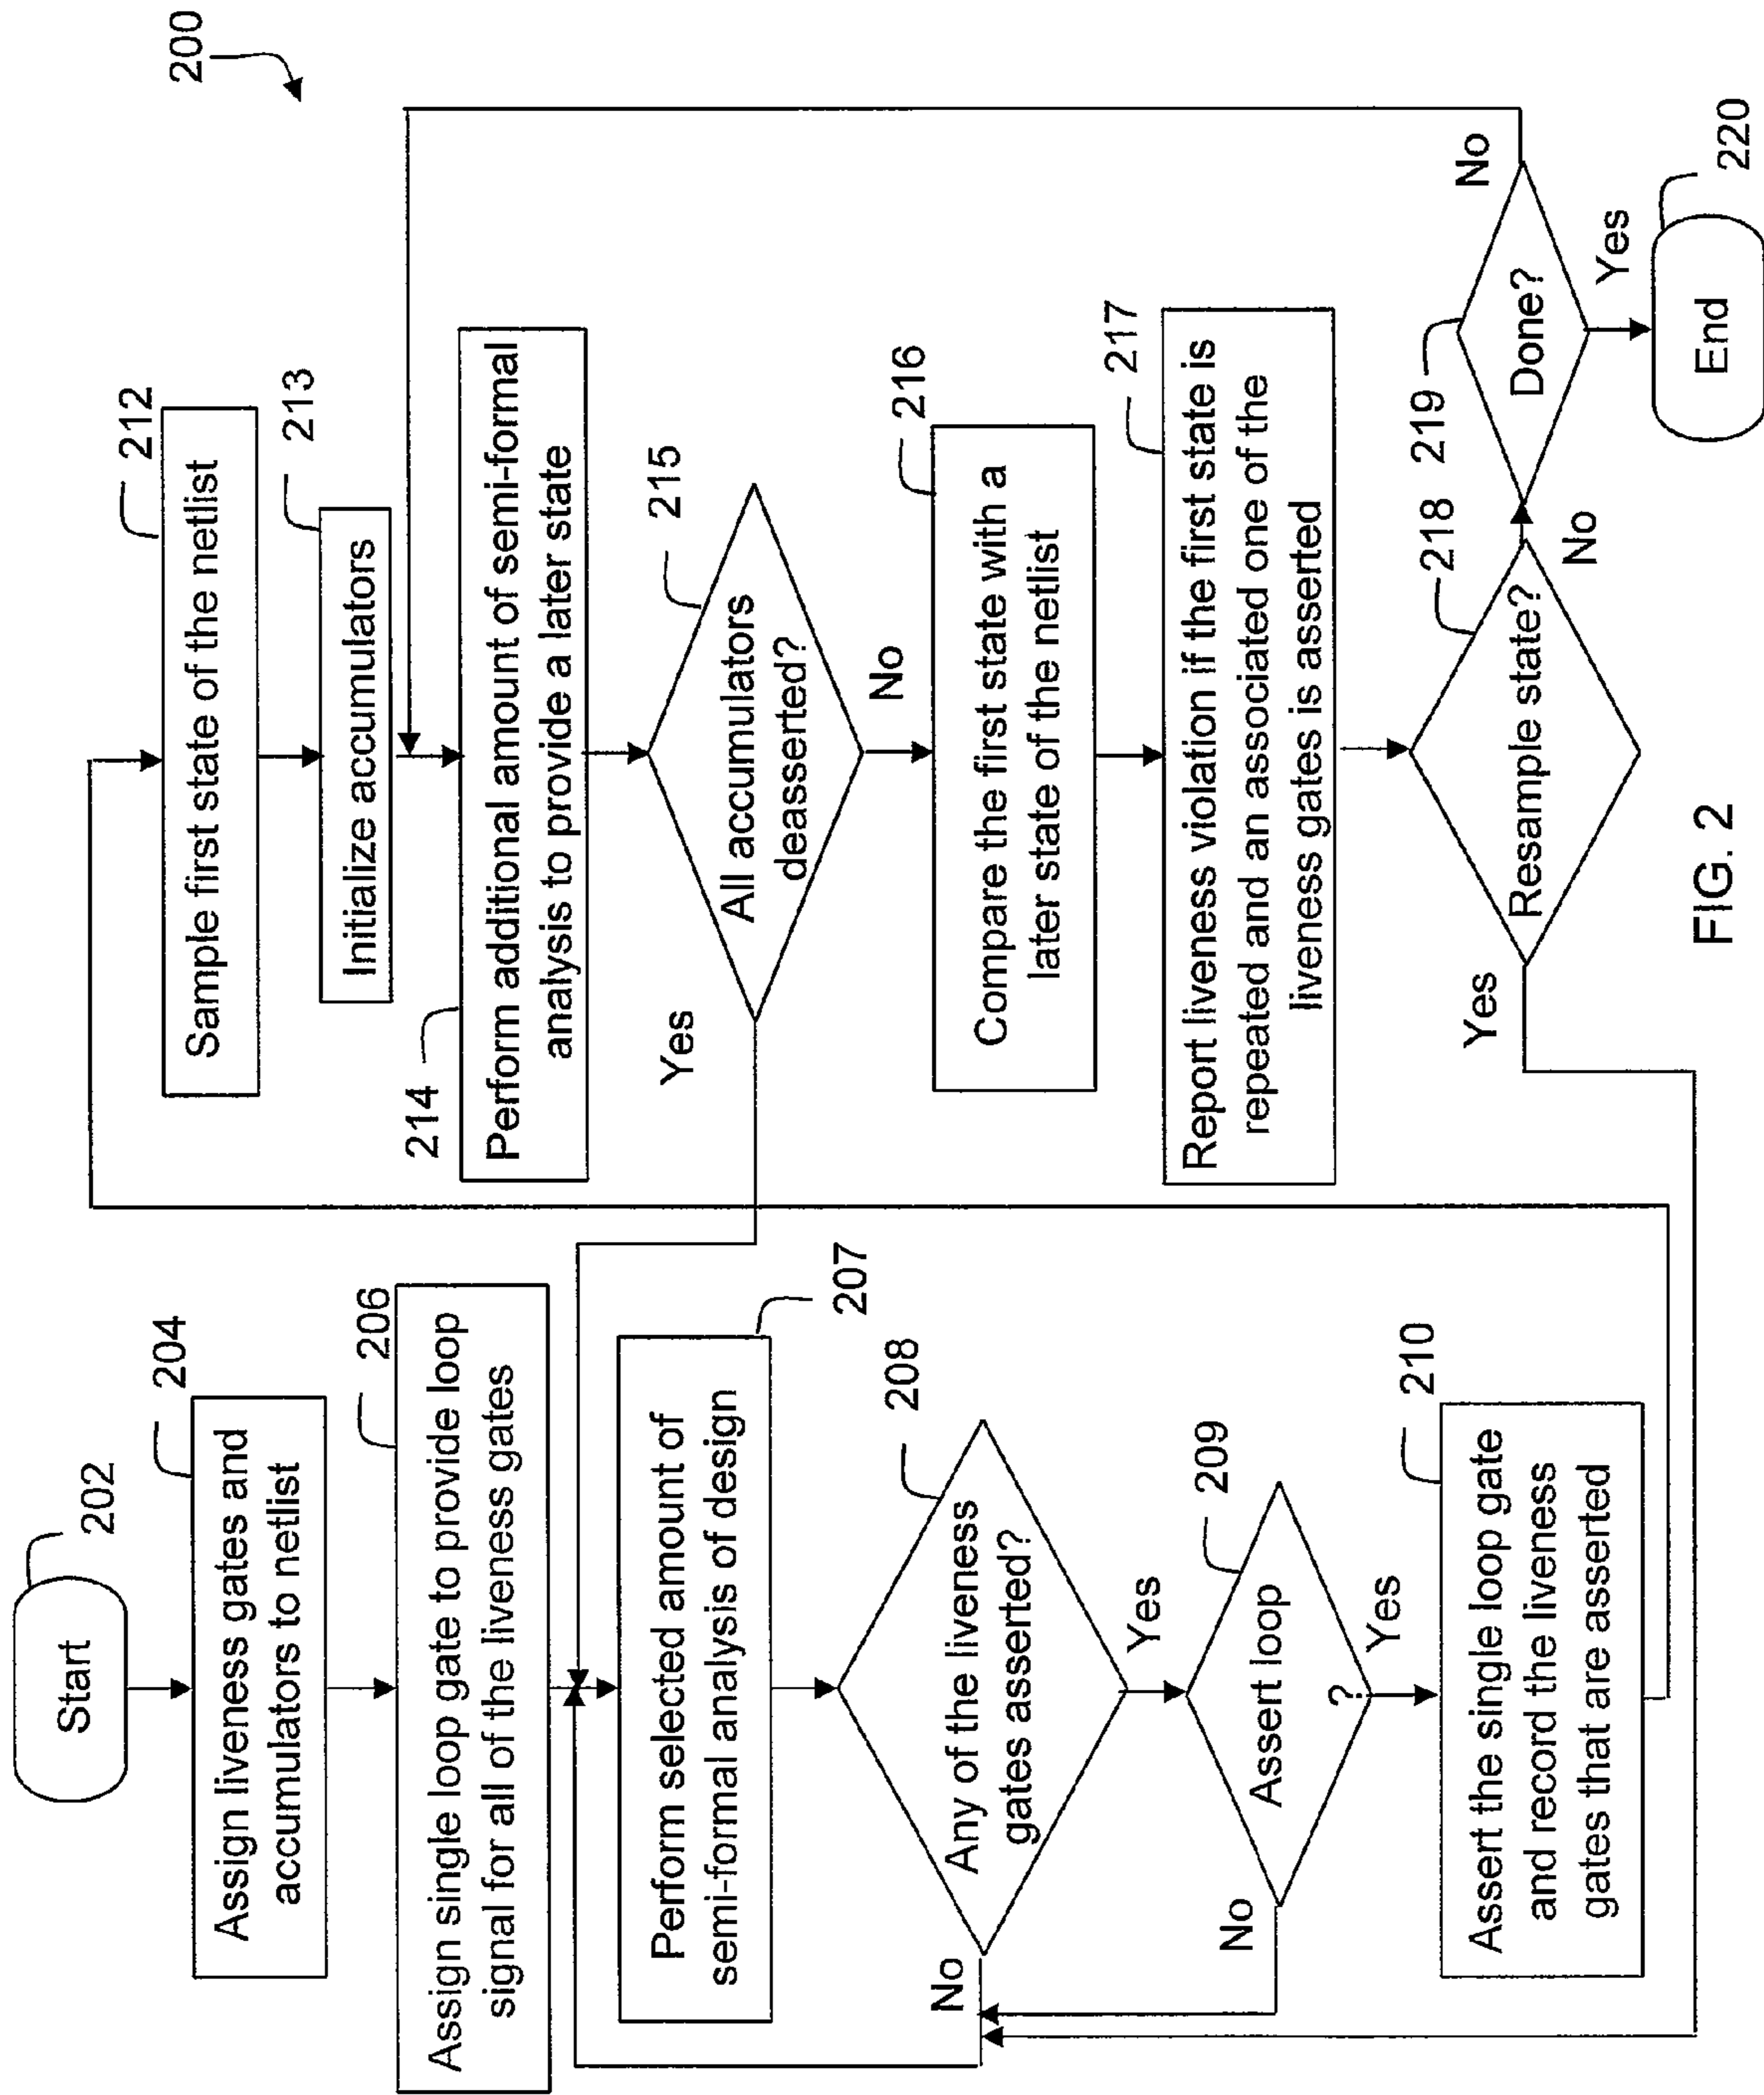 200
Start
202
Assign liveness gates and
accumulators to netlist
204
Assign single loop gate to provide loop
signal for all of the liveness gates
206
Perform selected amount of
semi-formal analysis of design
207
Any of the liveness
gates asserted?
208
No
Yes
Assert loop
?
209
No
Yes
Assert the single loop gate
and record the liveness
gates that are asserted
210
Sample first state of the netlist
212
Initialize accumulators
213
Perform additional amount of semi-formal
analysis to provide a later state
214
All accumulators
deasserted?
215
Yes
No
Compare the first state with a
later state of the netlist
216
Report liveness violation if the first state is
repeated and an associated one of the
liveness gates is asserted
217
Resample state?
218
Yes
No
Done?
219
No
Yes
End
220
FIG. 2